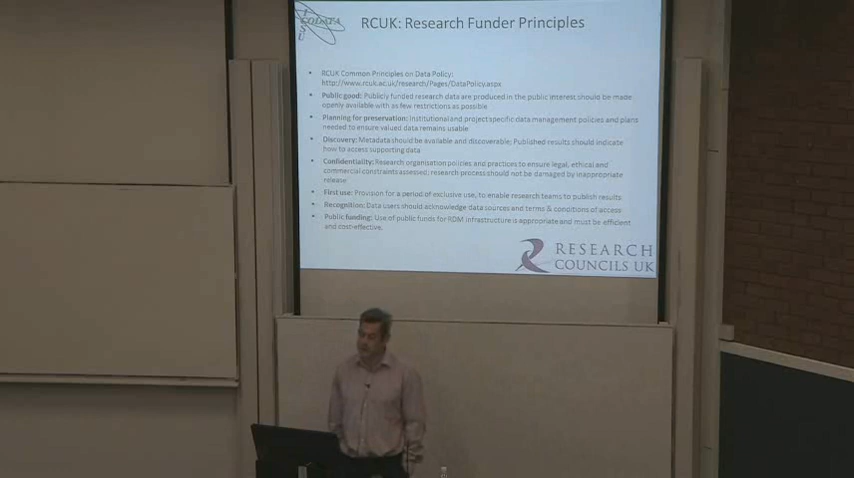 CODATA
RCUK: Research Funder Principles
• RCUK Common Principles on Data Policy:
http://www.rcuk.ac.uk/research/Pages/DataPolicy.aspx
• Public good: Publicly funded research data are produced in the public interest should be made
openly available with as few restrictions as possible
• Planning for preservation: Institutional and project specific data management policies and plans
needed to ensure valued data remains usable
• Discovery: Metadata should be available and discoverable; Published results should indicate
how to access supporting data
• Confidentiality: Research organisation policies and practices to ensure legal, ethical and
commercial constraints assessed; research process should not be damaged by inappropriate
release
• First use: Provision for a period of exclusive use, to enable research teams to publish results
• Recognition: Data users should acknowledge data sources and terms & conditions of access
• Public funding: Use of public funds for RDM infrastructure is appropriate and must be efficient
and cost-effective.
RESEARCH
COUNCILS UK